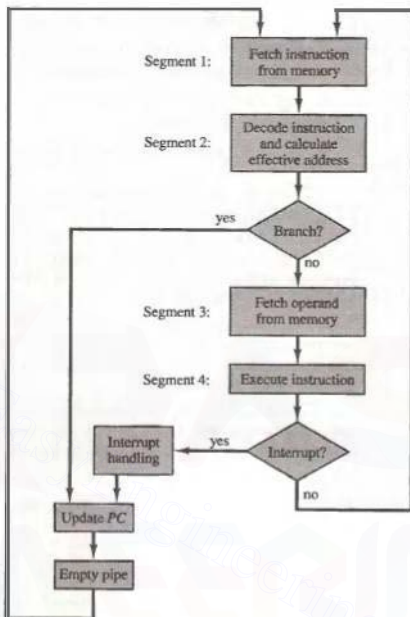 Segment 1:
Fetch instruction
from memory
Segment 2:
Decode instruction
and calculate
effective address
yes
Branch?
no
Segment 3:
Fetch operand
from memory
Segment 4:
Execute instruction
Interrupt
handling
yes
Interrupt?
no
Update PC
Empty pipe